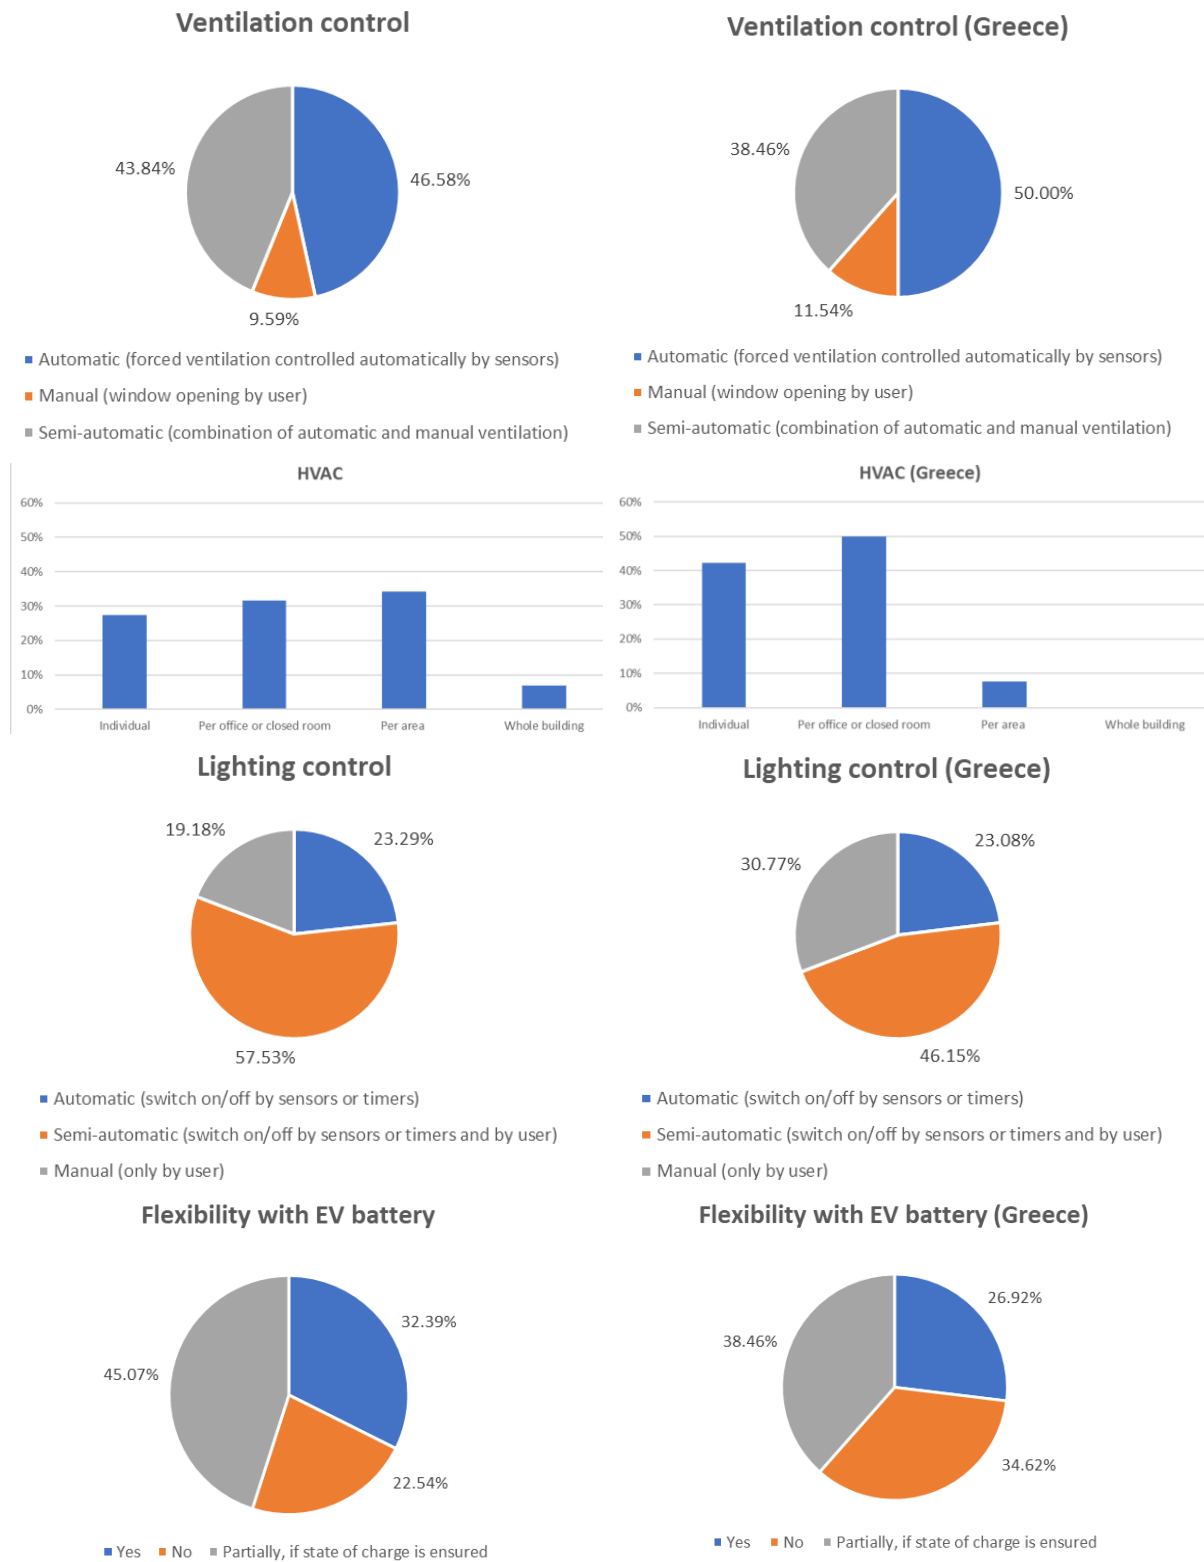 Ventilation control
43.84%
46.58%
9.59%
Automatic (forced ventilation controlled automatically by sensors)
Manual (window opening by user)
Semi-automatic (combination of automatic and manual ventilation)
Ventilation control (Greece)
38.46%
50.00%
11.54%
Automatic (forced ventilation controlled automatically by sensors)
Manual (window opening by user)
Semi-automatic (combination of automatic and manual ventilation)
HVAC
60%
50%
40%
30%
20%
10%
0%
Individual Per office or closed room Per area Whole building
HVAC (Greece)
60%
50%
40%
30%
20%
10%
0%
Individual Per office or closed room Per area Whole building
Lighting control
19.18%
23.29%
57.53%
Automatic (switch on/off by sensors or timers)
Semi-automatic (switch on/off by sensors or timers and by user)
Manual (only by user)
Lighting control (Greece)
23.08%
30.77%
46.15%
Automatic (switch on/off by sensors or timers)
Semi-automatic (switch on/off by sensors or timers and by user)
Manual (only by user)
Flexibility with EV battery
32.39%
45.07%
22.54%
Yes No Partially, if state of charge is ensured
Flexibility with EV battery (Greece)
26.92%
38.46%
34.62%
Yes No Partially, if state of charge is ensured